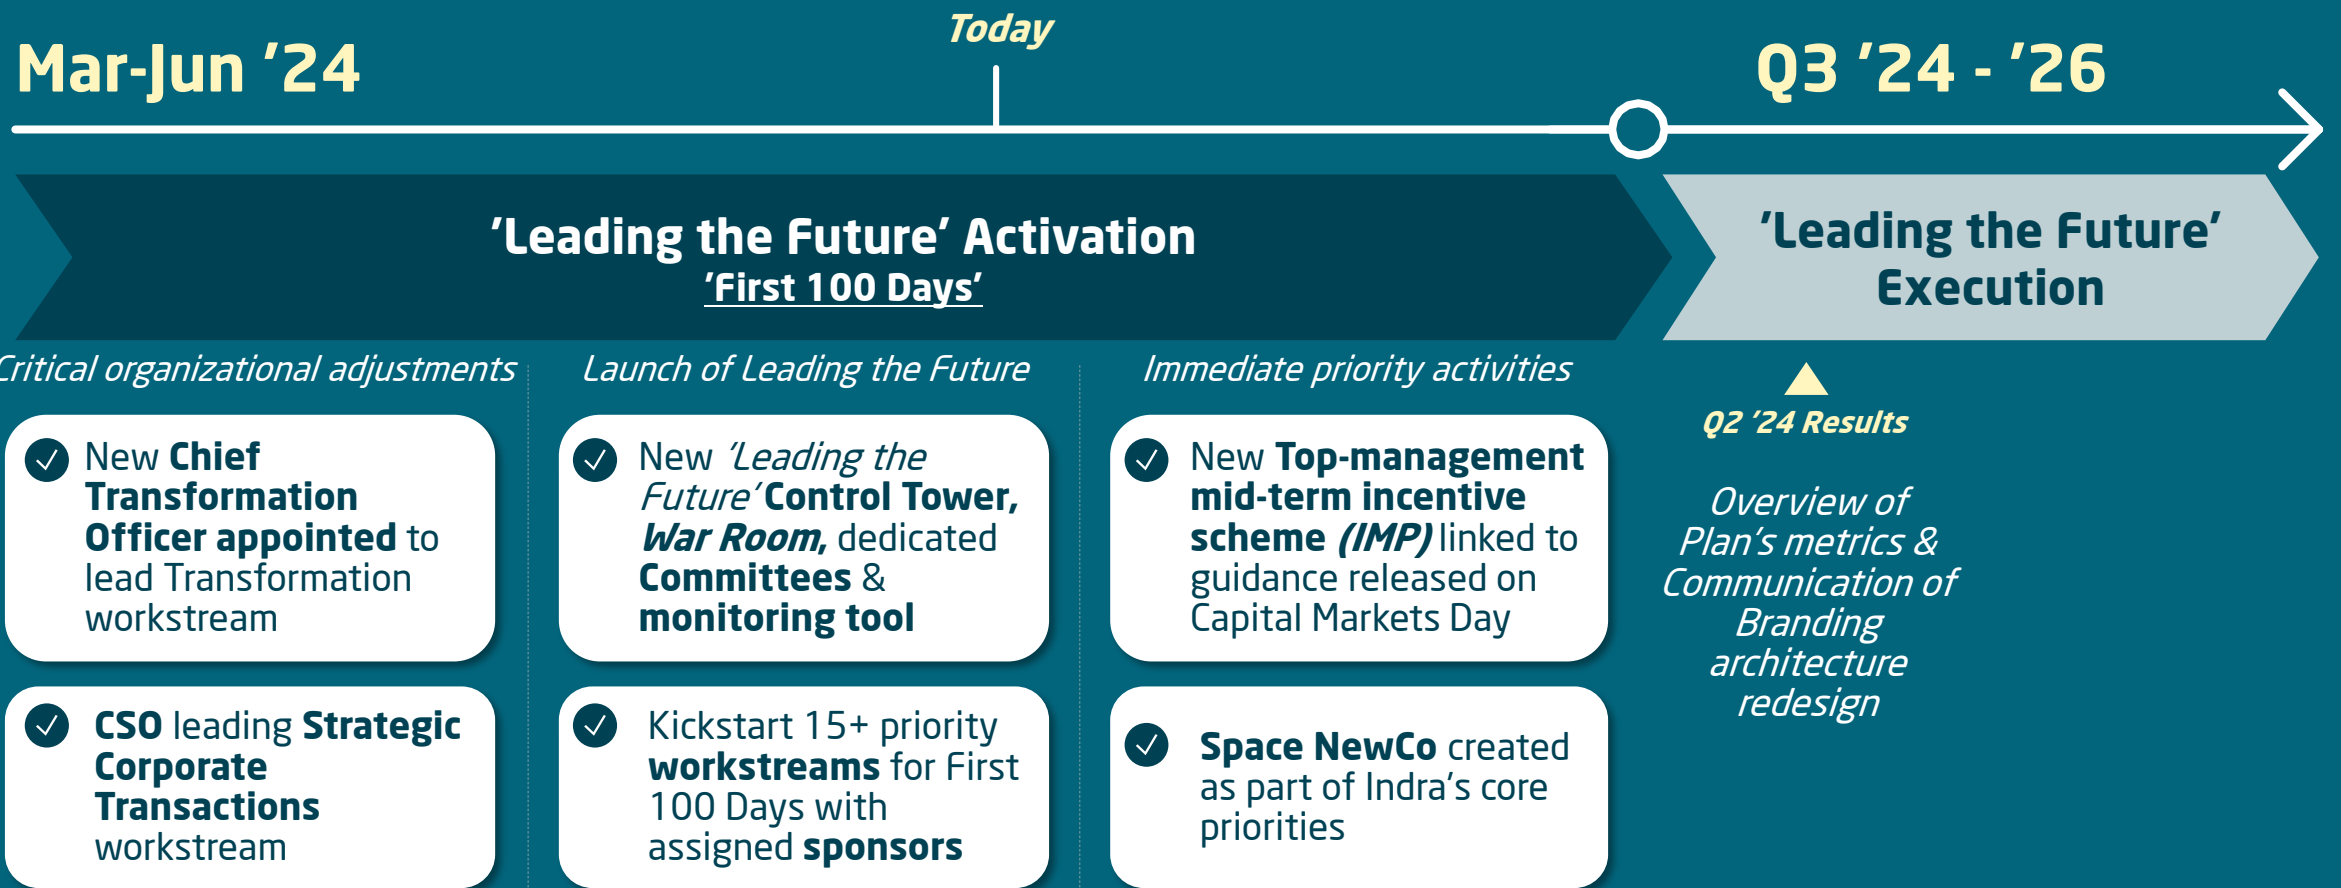 Today
Mar-Jun '24
Q3 '24 - '26
'Leading the Future' Activation
'First 100 Days'
'Leading the Future'
Execution
Critical organizational adjustments
New Chief
Transformation
Officer appointed to
lead Transformation
workstream
CSO leading Strategic
Corporate
Transactions
workstream
Launch of Leading the Future
New 'Leading the
Future' Control Tower,
War Room, dedicated
Committees &
monitoring tool
Kickstart 15+ priority
workstreams for First
100 Days with
assigned sponsors
Immediate priority activities
New Top-management
mid-term incentive
scheme (IMP) linked to
guidance released on
Capital Markets Day
Space NewCo created
as part of Indra's core
priorities
Q2 '24 Results
Overview of
Plan's metrics &
Communication of
Branding
architecture
redesign